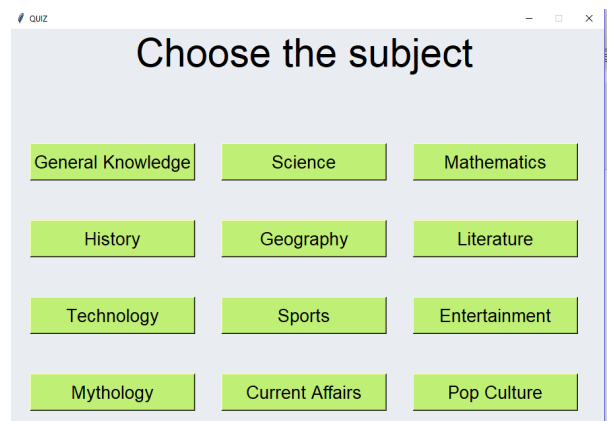 QUIZ
Choose the subject
General Knowledge Science Mathematics
History Geography Literature
Technology Sports Entertainment
Mythology Current Affairs Pop Culture